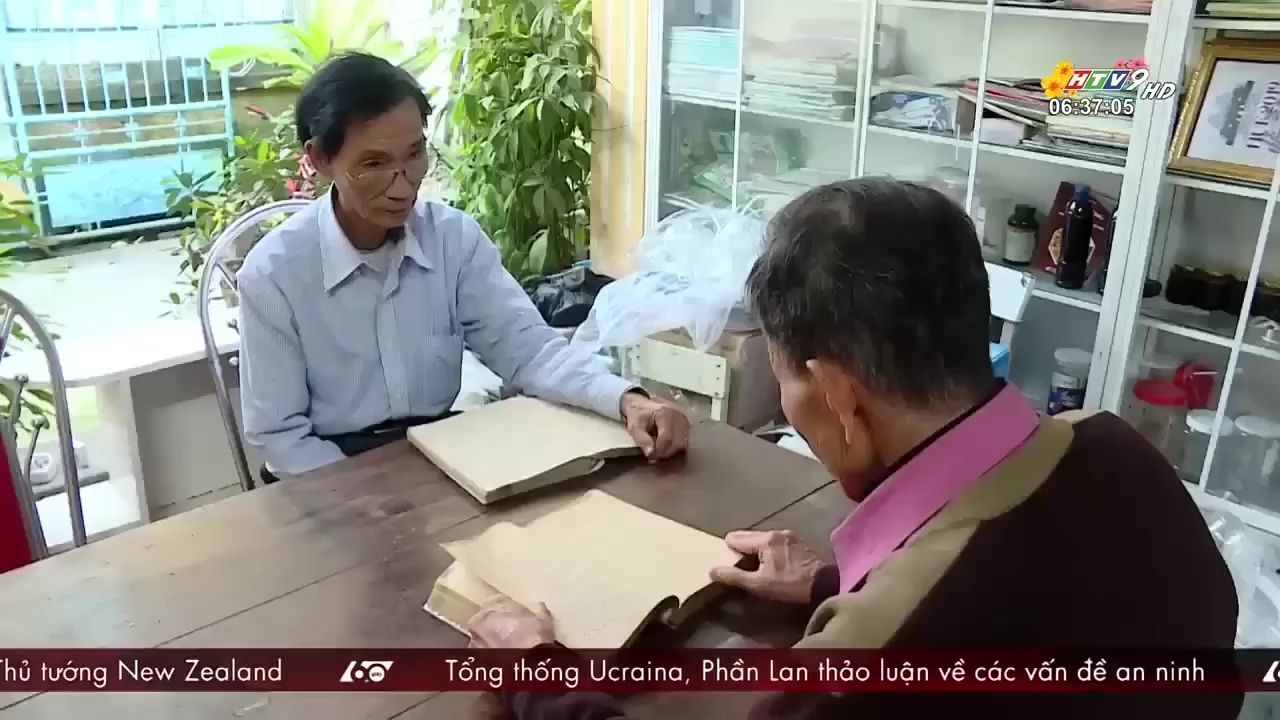 HTV9 HD
06:37:05
Thủ tướng New Zealand
60
Tổng thống Ucraina, Phần Lan thảo luận về các vấn đề an ninh